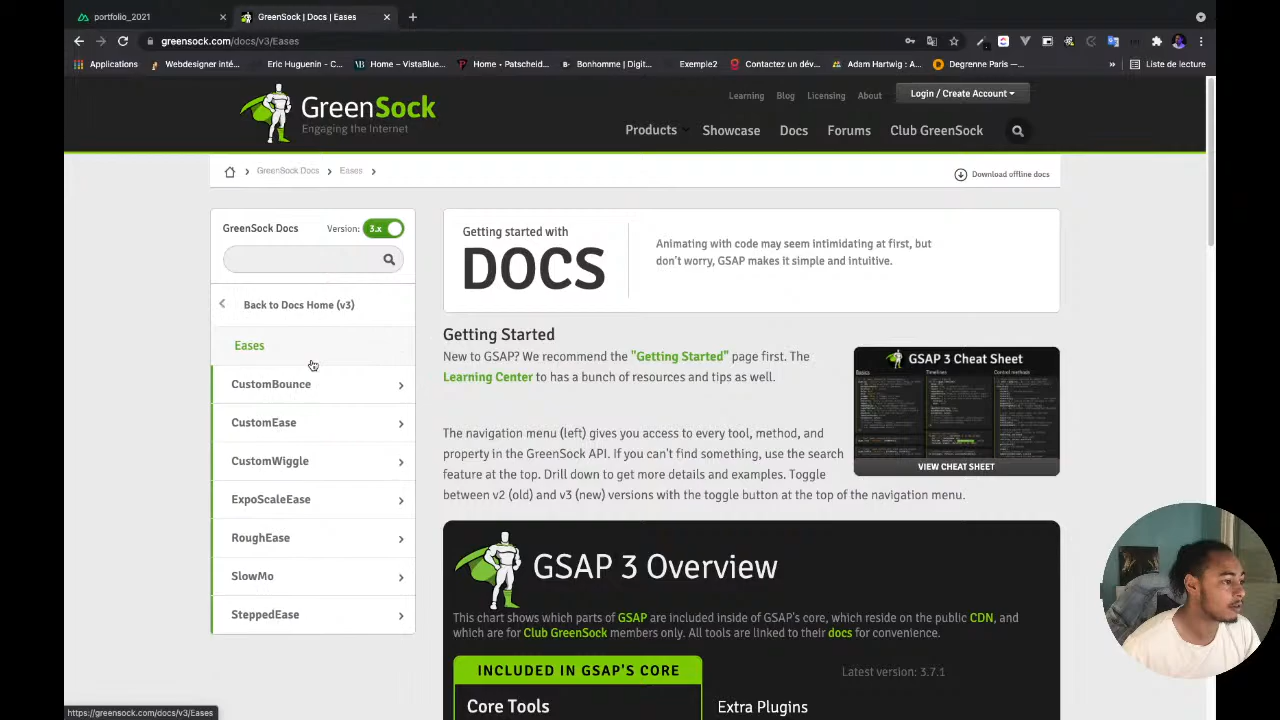 portfolio_2021
GreenSock | Docs | Eases
greensock.com/docs/v3/Eases
Applications
Webdesigner inté...
Eric Huguenin – C...
Home – VistaBlue...
Home • Patscheid...
Bonhomme | Digit...
Exemple2
Contactez un dév...
Adam Hartwig : A...
Degrenne Paris –...
»
Liste de lecture
GreenSock
Engaging the Internet
Learning Blog Licensing About
Login / Create Account
Products Showcase Docs Forums Club GreenSock
GreenSock Docs Eases
Download offline docs
GreenSock Docs Version: 3.x
Back to Docs Home (v3)
Eases
CustomBounce
CustomEase
CustomWiggle
ExpoScaleEase
RoughEase
SlowMo
SteppedEase
Getting started with
DOCS
Animating with code may seem intimidating at first, but
don't worry, GSAP makes it simple and intuitive.
Getting Started
New to GSAP? We recommend the "Getting Started" page first. The
Learning Center to has a bunch of resources and tips as well.
The navigation menu (left) gives you access to every tool, method, and
property in the GreenSock API. If you can't find something, use the search
feature at the top. Drill down to get more details and examples. Toggle
between v2 (old) and v3 (new) versions with the toggle button at the top of the navigation menu.
GSAP 3 Cheat Sheet
VIEW CHEAT SHEET
GSAP 3 Overview
This chart shows which parts of GSAP are included inside of GSAP's core, which reside on the public CDN, and
which are for Club GreenSock members only. All tools are linked to their docs for convenience.
INCLUDED IN GSAP'S CORE
Latest version: 3.7.1
Core Tools
Extra Plugins
https://greensock.com/docs/v3/Eases